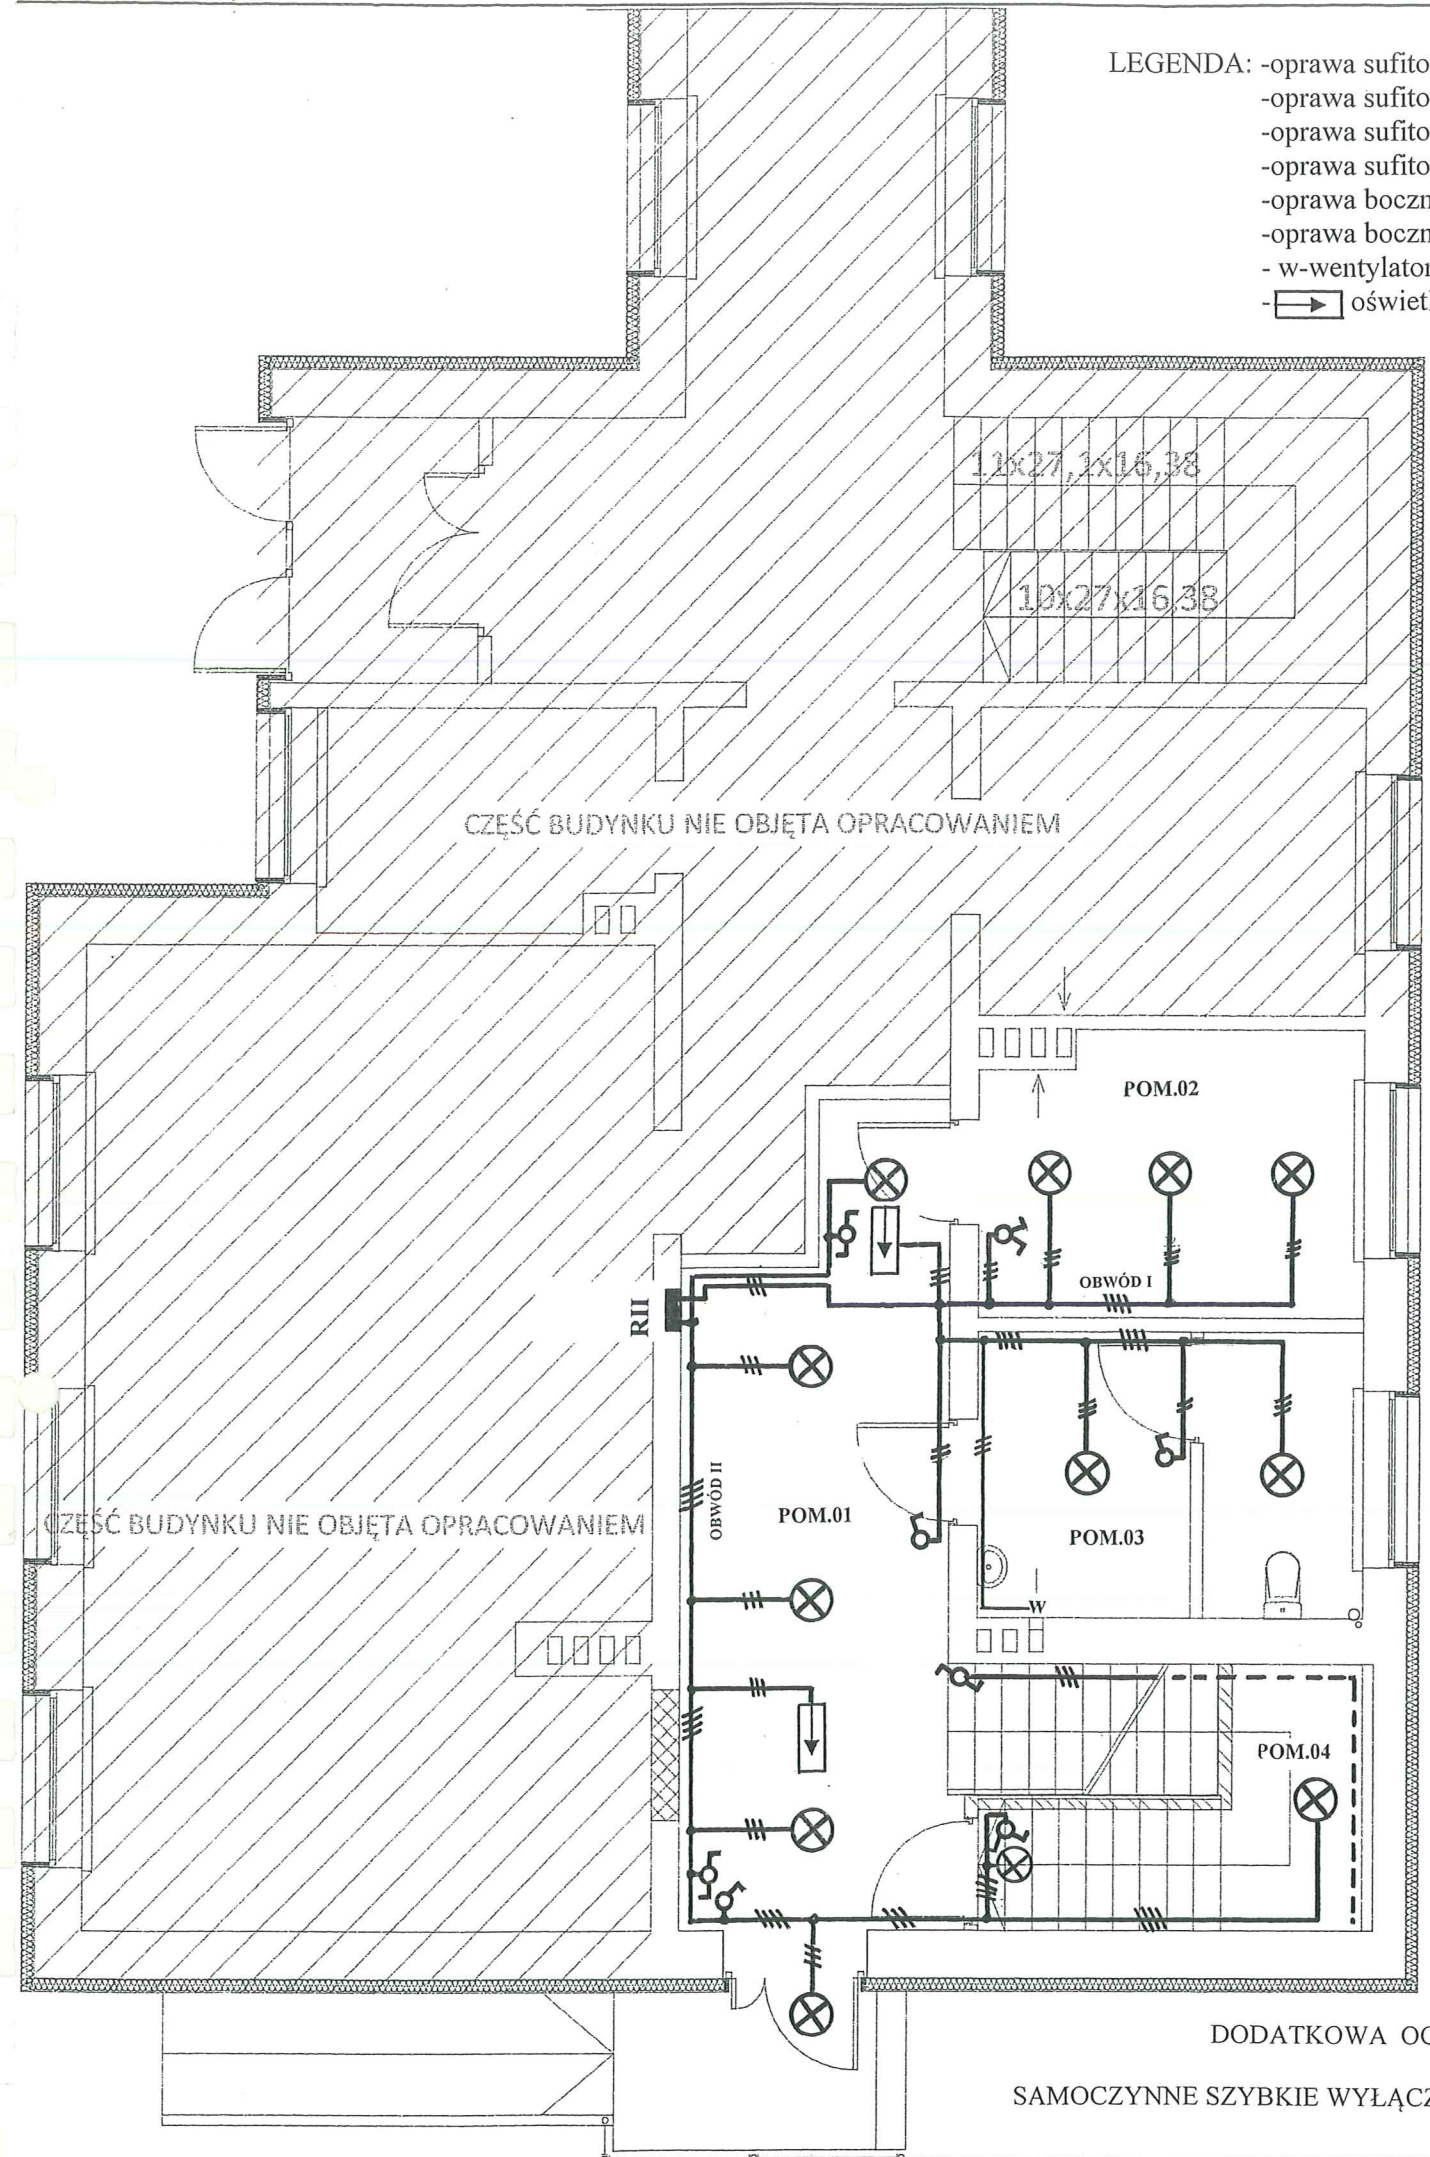 LEGENDA: -oprawa sufito
-oprawa sufito
-oprawa sufito
-oprawa sufito
-oprawa boczn
-oprawa boczn
- w-wentylator
- oświetl
11x27,1x16,38
10x27x16,38
CZĘŚĆ BUDYNKU NIE OBJĘTA OPRACOWANIEM
POM.02
OBWÓD I
RII
OBWÓD II
POM.01
CZĘŚĆ BUDYNKU NIE OBJĘTA OPRACOWANIEM
POM.03
W
POM.04
DODATKOWA OC
SAMOCZYNNE SZYBKIE WYŁĄCZ